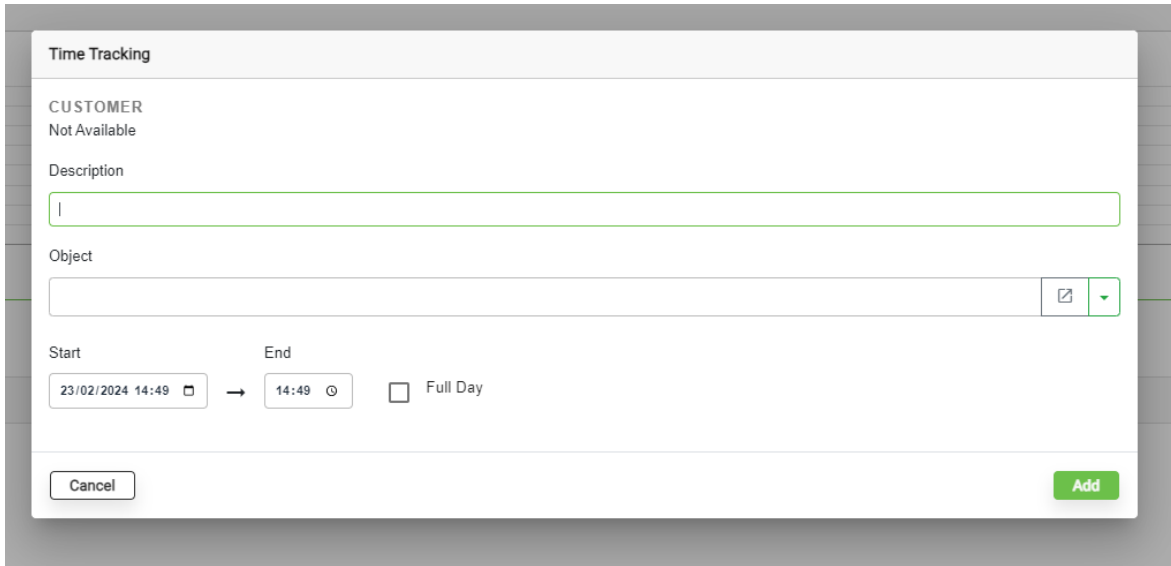 Time Tracking
CUSTOMER
Not Available
Description
Object
Start End
23/02/2024 14:49 → 14:49 Full Day
Cancel Add